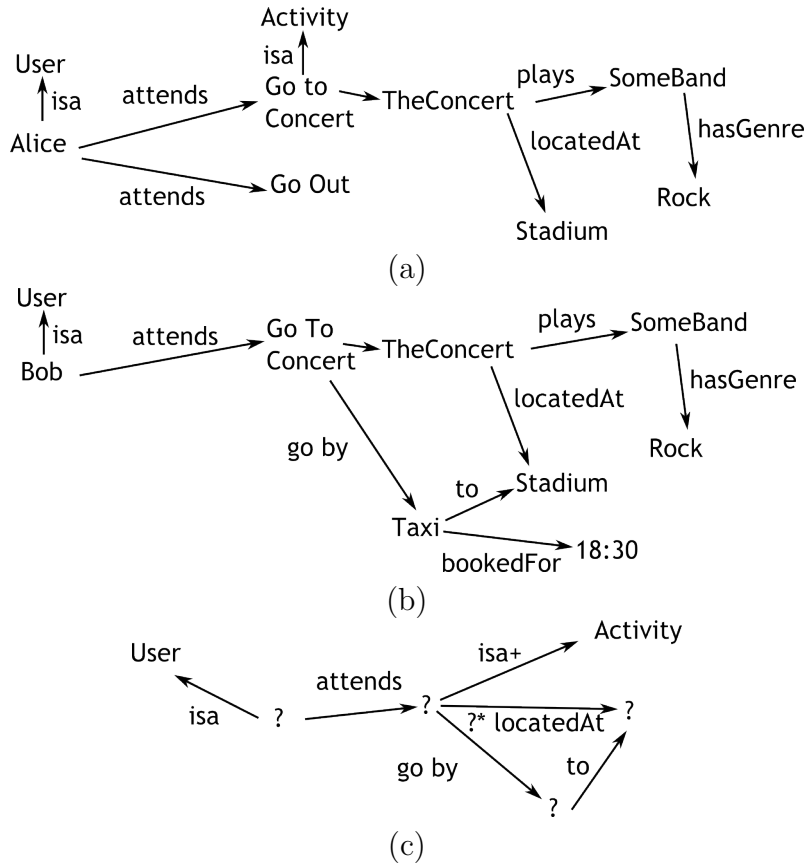 Activity
User
isa
isa
attends
Go to
Concert
TheConcert
plays
SomeBand
hasGenre
Alice
locatedAt
attends
Go Out
Rock
Stadium
(a)
User
isa
attends
Go To
Concert
TheConcert
plays
SomeBand
Bob
hasGenre
locatedAt
go by
Rock
to
Stadium
Taxi
bookedFor
18:30
(b)
User
isa+
Activity
attends
isa
?
?
?* locatedAt
?
go by
to
?
(c)